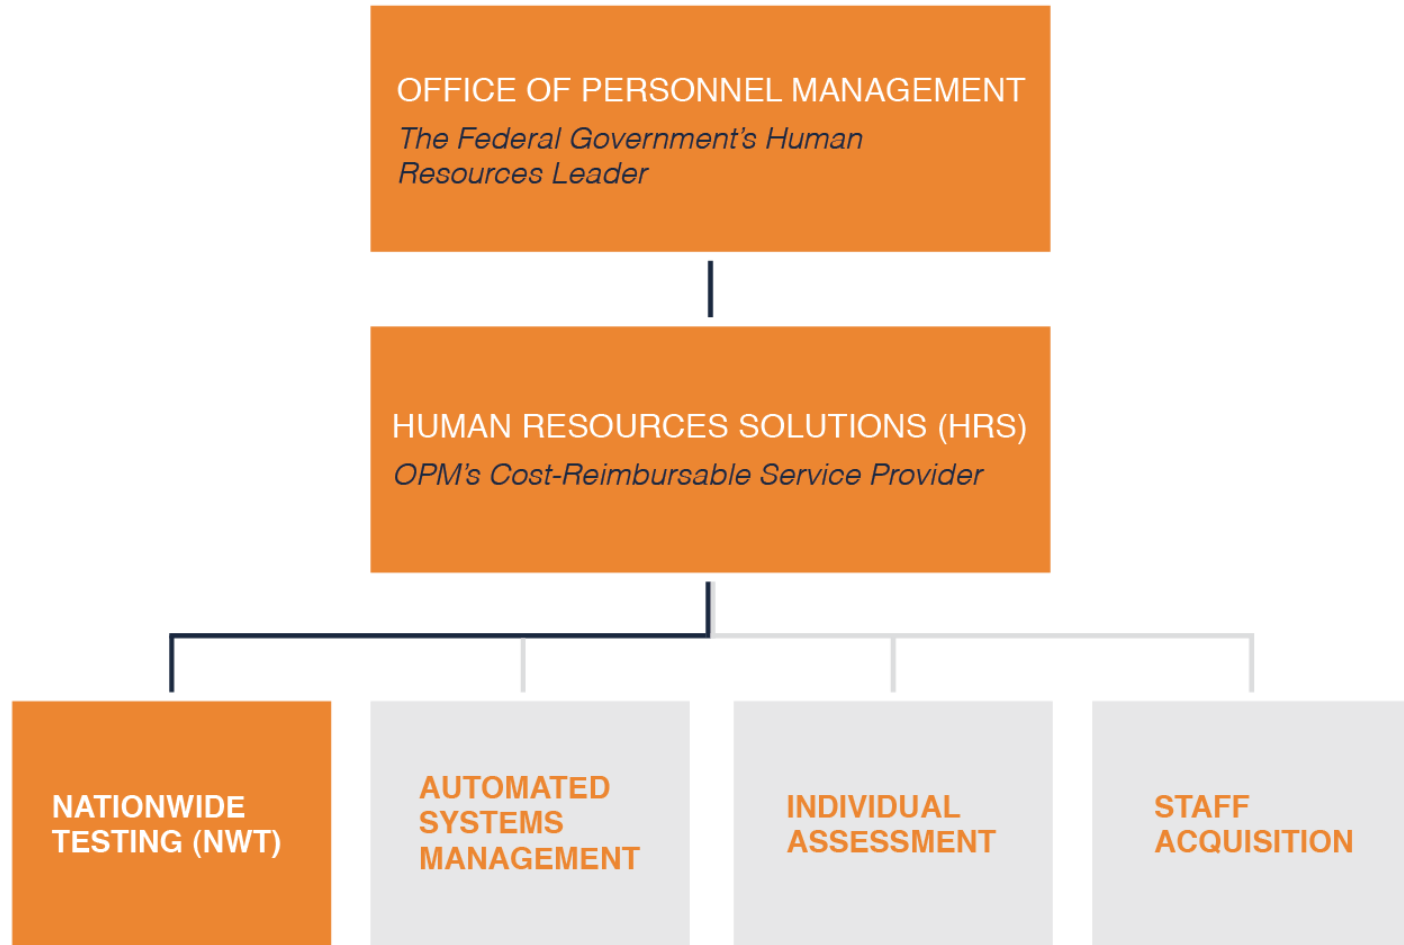 OFFICE OF PERSONNEL MANAGEMENT
The Federal Government's Human
Resources Leader
HUMAN RESOURCES SOLUTIONS (HRS)
OPM's Cost-Reimbursable Service Provider
NATIONWIDE
TESTING (NWT)
AUTOMATED
SYSTEMS
MANAGEMENT
INDIVIDUAL
ASSESSMENT
STAFF
ACQUISITION